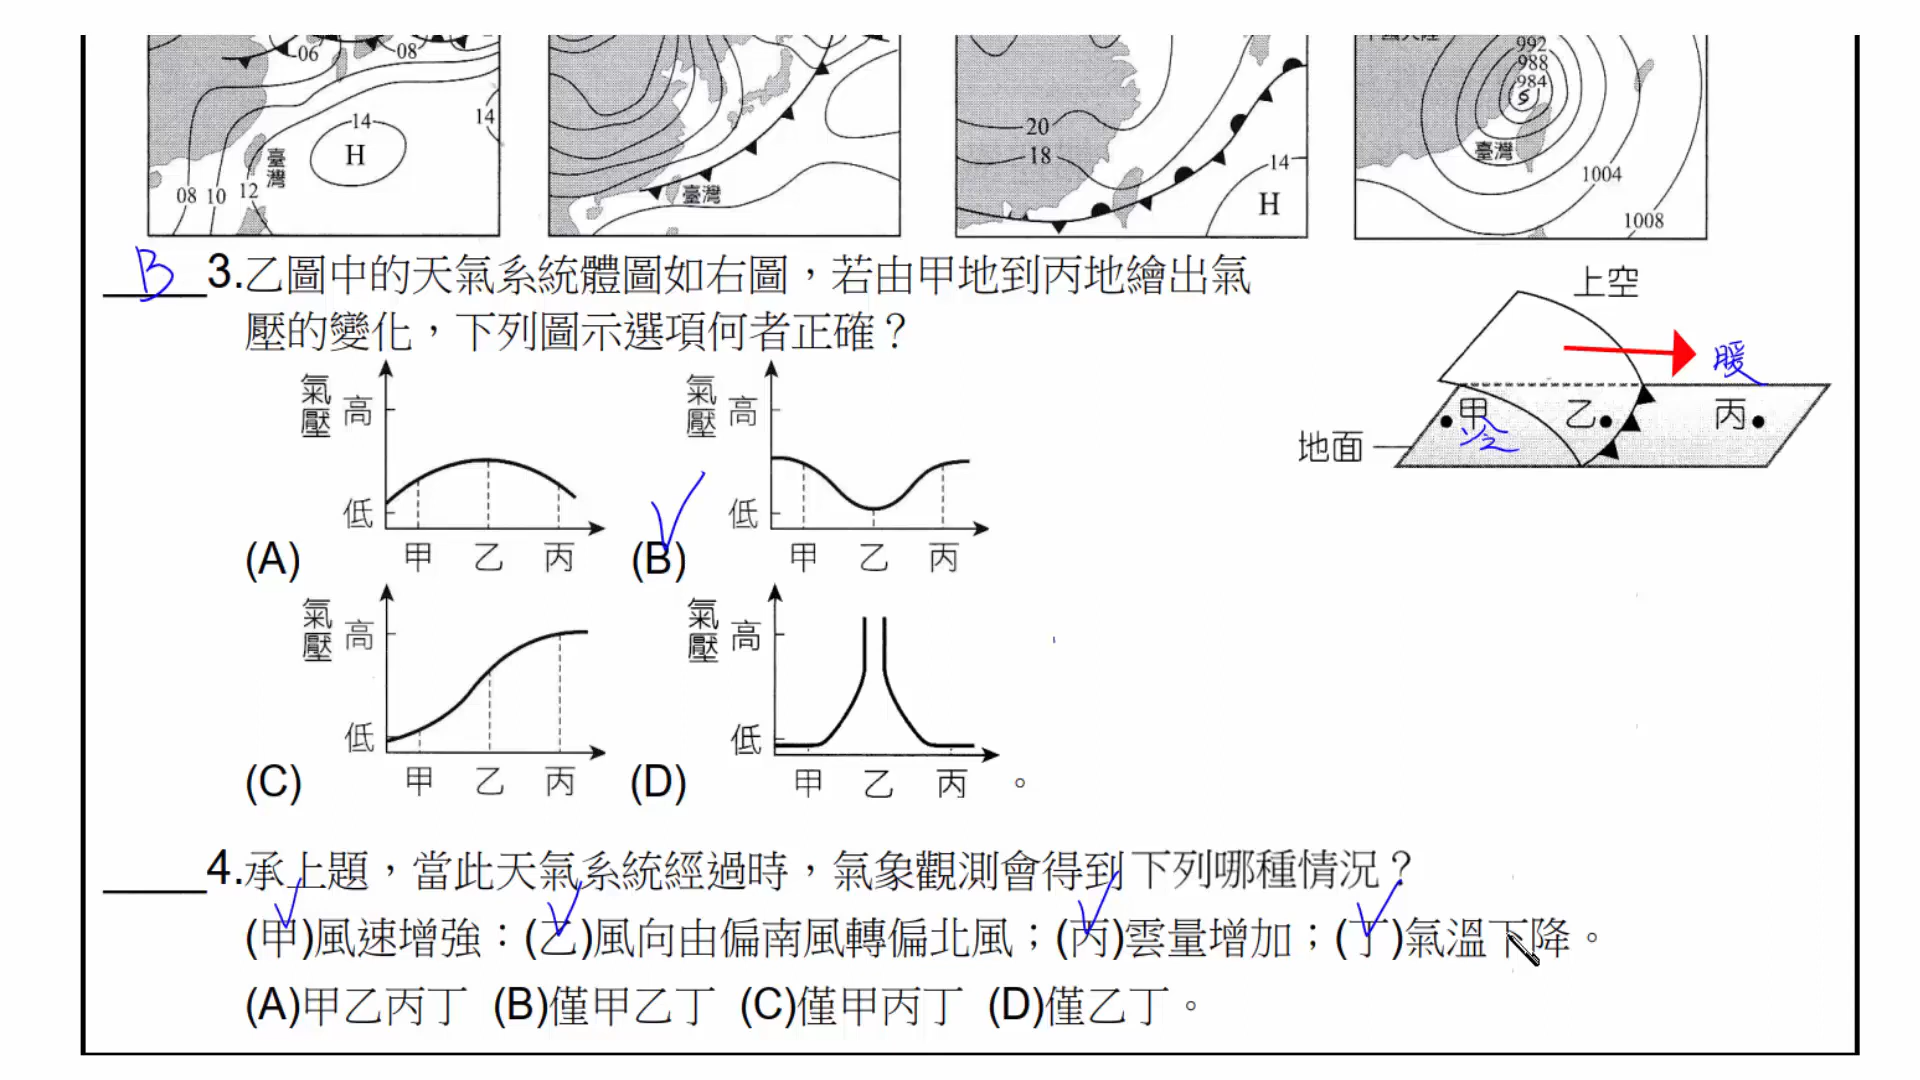 06
08
14
H
14
臺灣
08 10 12
臺灣
20
18
14
H
992
988
984
臺灣
1004
1008
B 3.乙圖中的天氣系統體圖如右圖，若由甲地到丙地繪出氣
壓的變化，下列圖示選項何者正確？
上空
暖
甲 乙 丙
冷
地面
氣壓 高 低 甲 乙 丙
(A)
氣壓 高 低 甲 乙 丙
(B)
氣壓 高 低 甲 乙 丙
(C)
氣壓 高 低 甲 乙 丙
(D) 。
4.承上題，當此天氣系統經過時，氣象觀測會得到下列哪種情況？
(甲)風速增強：(乙)風向由偏南風轉偏北風；(丙)雲量增加；(丁)氣溫下降。
(A)甲乙丙丁 (B)僅甲乙丁 (C)僅甲丙丁 (D)僅乙丁。